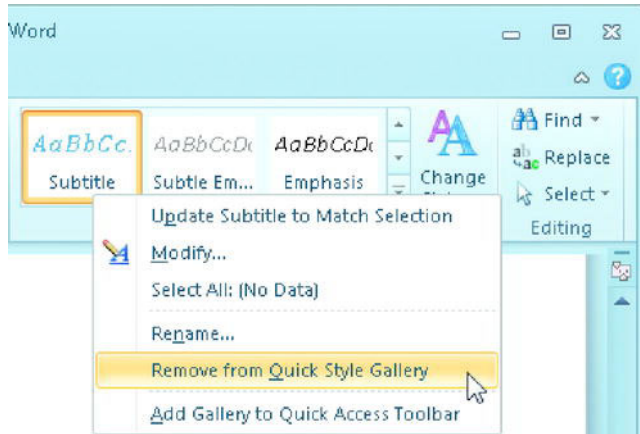 Word
AaBbCc. AaBbCcDc AaBbCcDc
Subtitle Subtle Em... Emphasis
Change
Find
Replace
Select
Editing
Update Subtitle to Match Selection
Modify...
Select All: (No Data)
Rename...
Remove from Quick Style Gallery
Add Gallery to Quick Access Toolbar